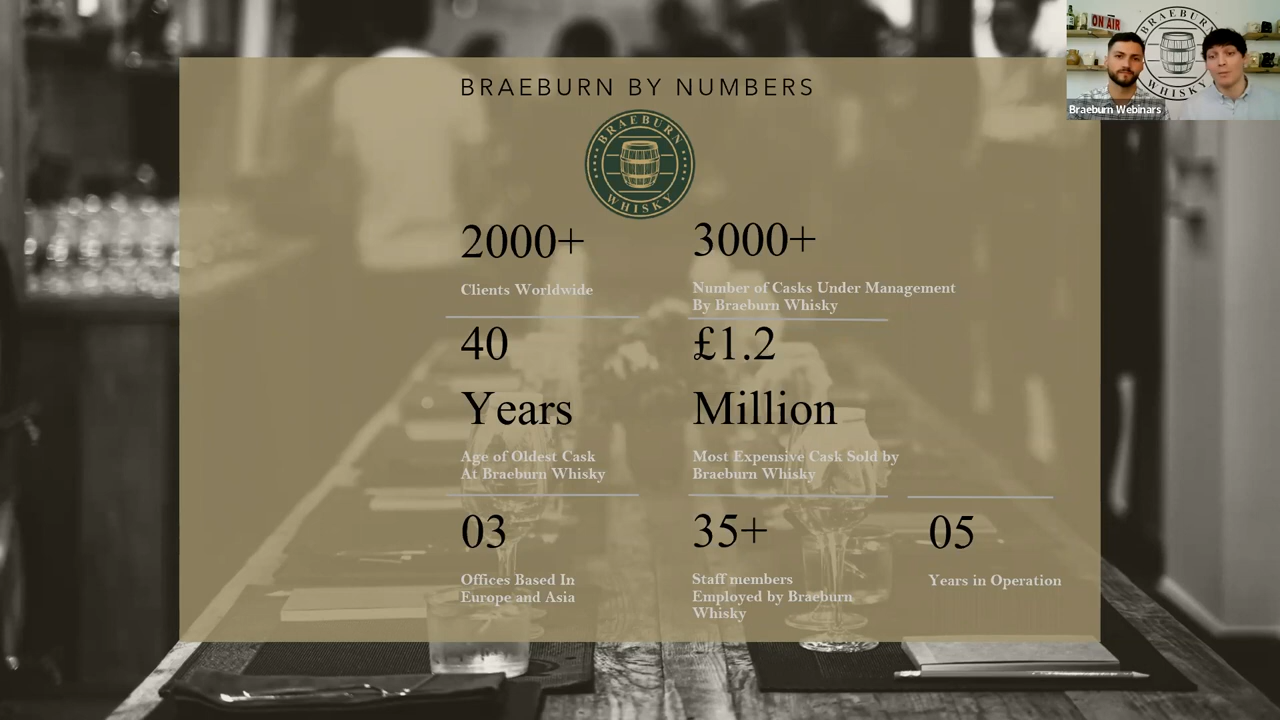 BRAEBURN BY NUMBERS
BRAEBURN
WHISKY
2000+
Clients Worldwide
3000+
Number of Casks Under Management
By Braeburn Whisky
40
Years
Age of Oldest Cask
At Braeburn Whisky
£1.2
Million
Most Expensive Cask Sold by
Braeburn Whisky
03
Offices Based In
Europe and Asia
35+
Staff members
Employed by Braeburn
Whisky
05
Years in Operation
ON AIR
BRAEBURN
WHISKY
Braeburn Webinars